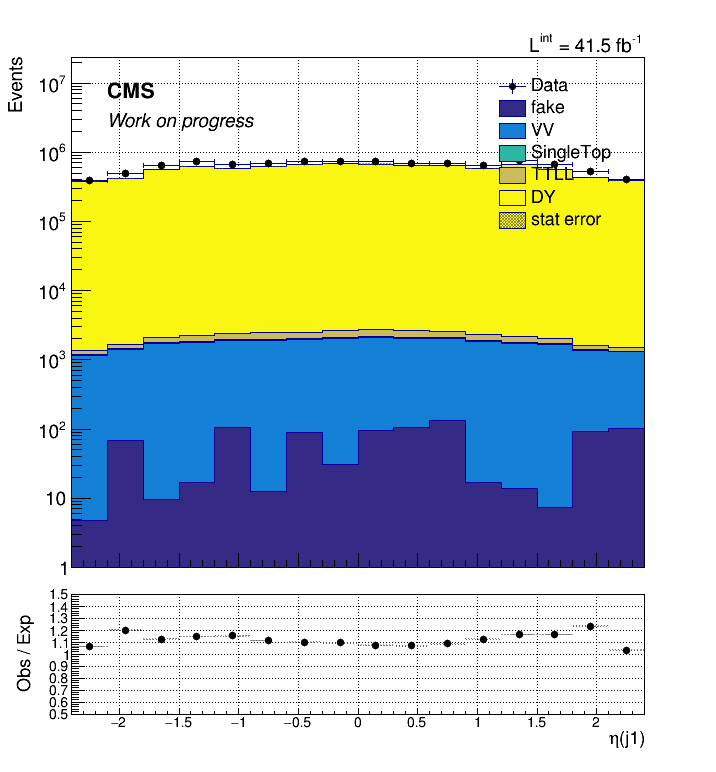 L^int = 41.5 fb^-1
Events
10^7
10^6
10^5
10^4
10^3
10^2
10
1
CMS
Work on progress
Data
fake
VV
SingleTop
TTLL
DY
stat error
Obs / Exp
1.5
1.4
1.3
1.2
1.1
1
0.9
0.8
0.7
0.6
0.5
−2
−1.5
−1
−0.5
0
0.5
1
1.5
2
η(j1)